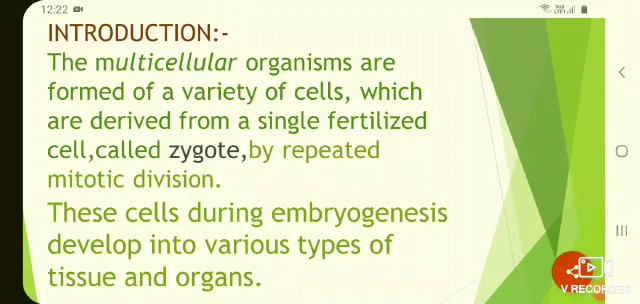 12:22
INTRODUCTION:-
The multicellular organisms are
formed of a variety of cells, which
are derived from a single fertilized
cell,called zygote,by repeated
mitotic division.
These cells during embryogenesis
develop into various types of
tissue and organs.
V RECORDER